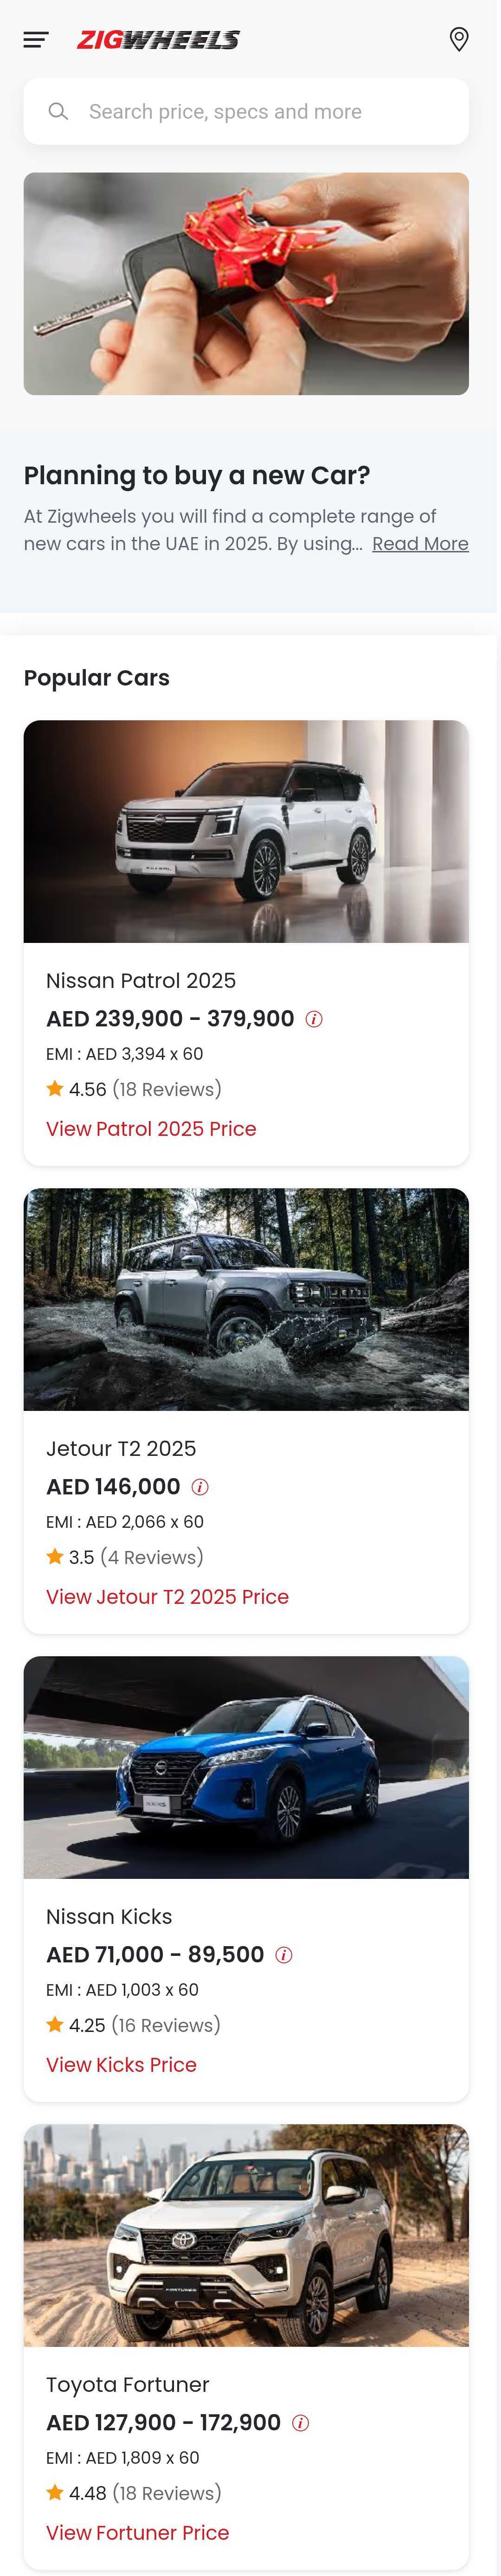 ZIGWHEELS
Search price, specs and more
Planning to buy a new Car?
At Zigwheels you will find a complete range of
new cars in the UAE in 2025. By using... Read More
Popular Cars
Nissan Patrol 2025
AED 239,900 - 379,900
EMI : AED 3,394 x 60
4.56 (18 Reviews)
View Patrol 2025 Price
Jetour T2 2025
AED 146,000
EMI : AED 2,066 x 60
3.5 (4 Reviews)
View Jetour T2 2025 Price
KICKS
Nissan Kicks
AED 71,000 - 89,500
EMI : AED 1,003 x 60
4.25 (16 Reviews)
View Kicks Price
FORTUNER
Toyota Fortuner
AED 127,900 - 172,900
EMI : AED 1,809 x 60
4.48 (18 Reviews)
View Fortuner Price